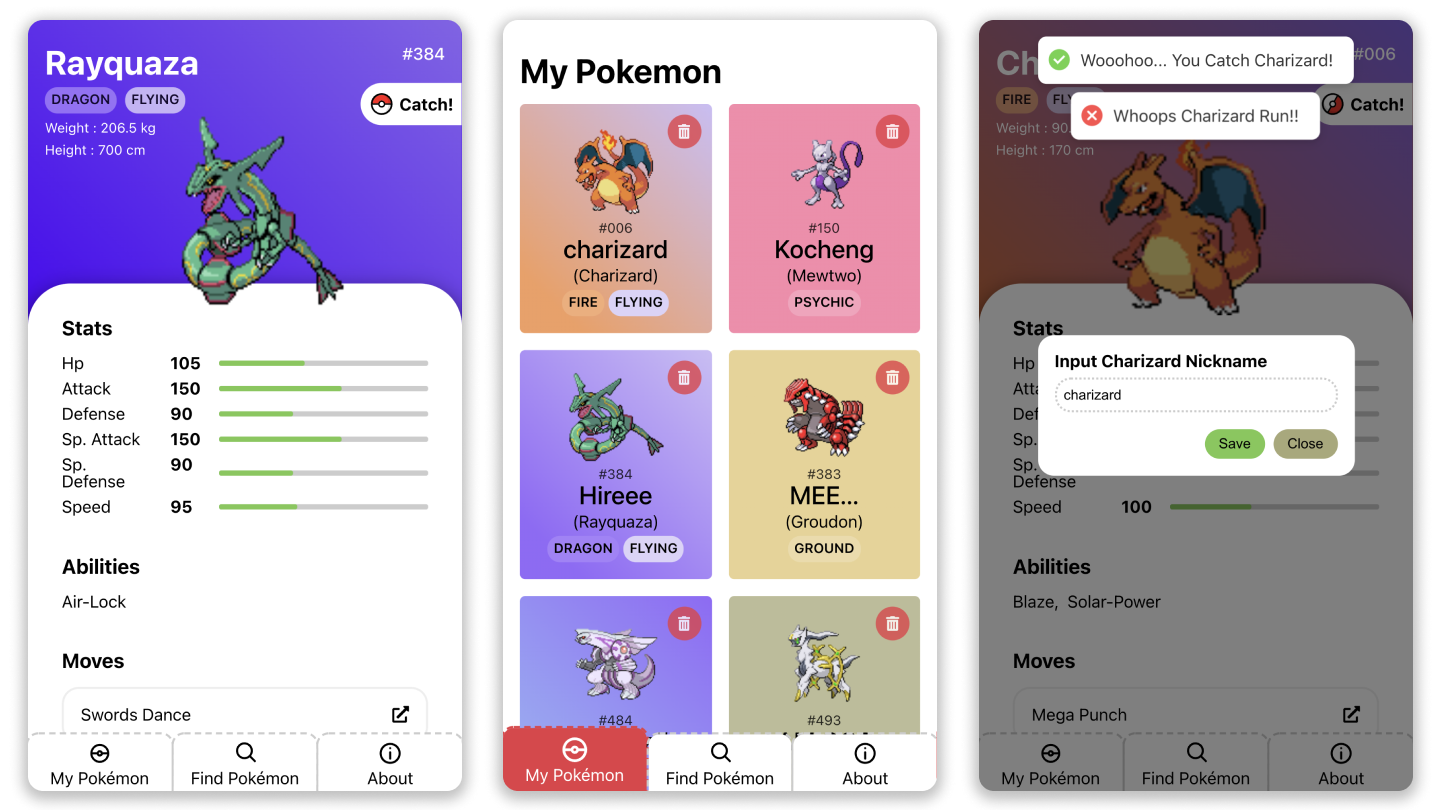 Rayquaza
#384
DRAGON FLYING
Catch!
Weight : 206.5 kg
Height : 700 cm
Stats
Hp 105
Attack 150
Defense 90
Sp. Attack 150
Sp. Defense 90
Speed 95
Abilities
Air-Lock
Moves
Swords Dance
My Pokémon
Find Pokémon
About
My Pokemon
#006
charizard
(Charizard)
FIRE FLYING
#150
Kocheng
(Mewtwo)
PSYCHIC
#384
Hireee
(Rayquaza)
DRAGON FLYING
#383
MEE...
(Groudon)
GROUND
#484
#493
My Pokémon
Find Pokémon
About
Ch
#006
Wooohoo... You Catch Charizard!
FIRE FLY
Catch!
Whoops Charizard Run!!
Weight : 90.
Height : 170 cm
Stats
Input Charizard Nickname
charizard
Save Close
Hp
Atta
Def
Sp.
Sp.
Defense
Speed 100
Abilities
Blaze, Solar-Power
Moves
Mega Punch
My Pokémon
Find Pokémon
About